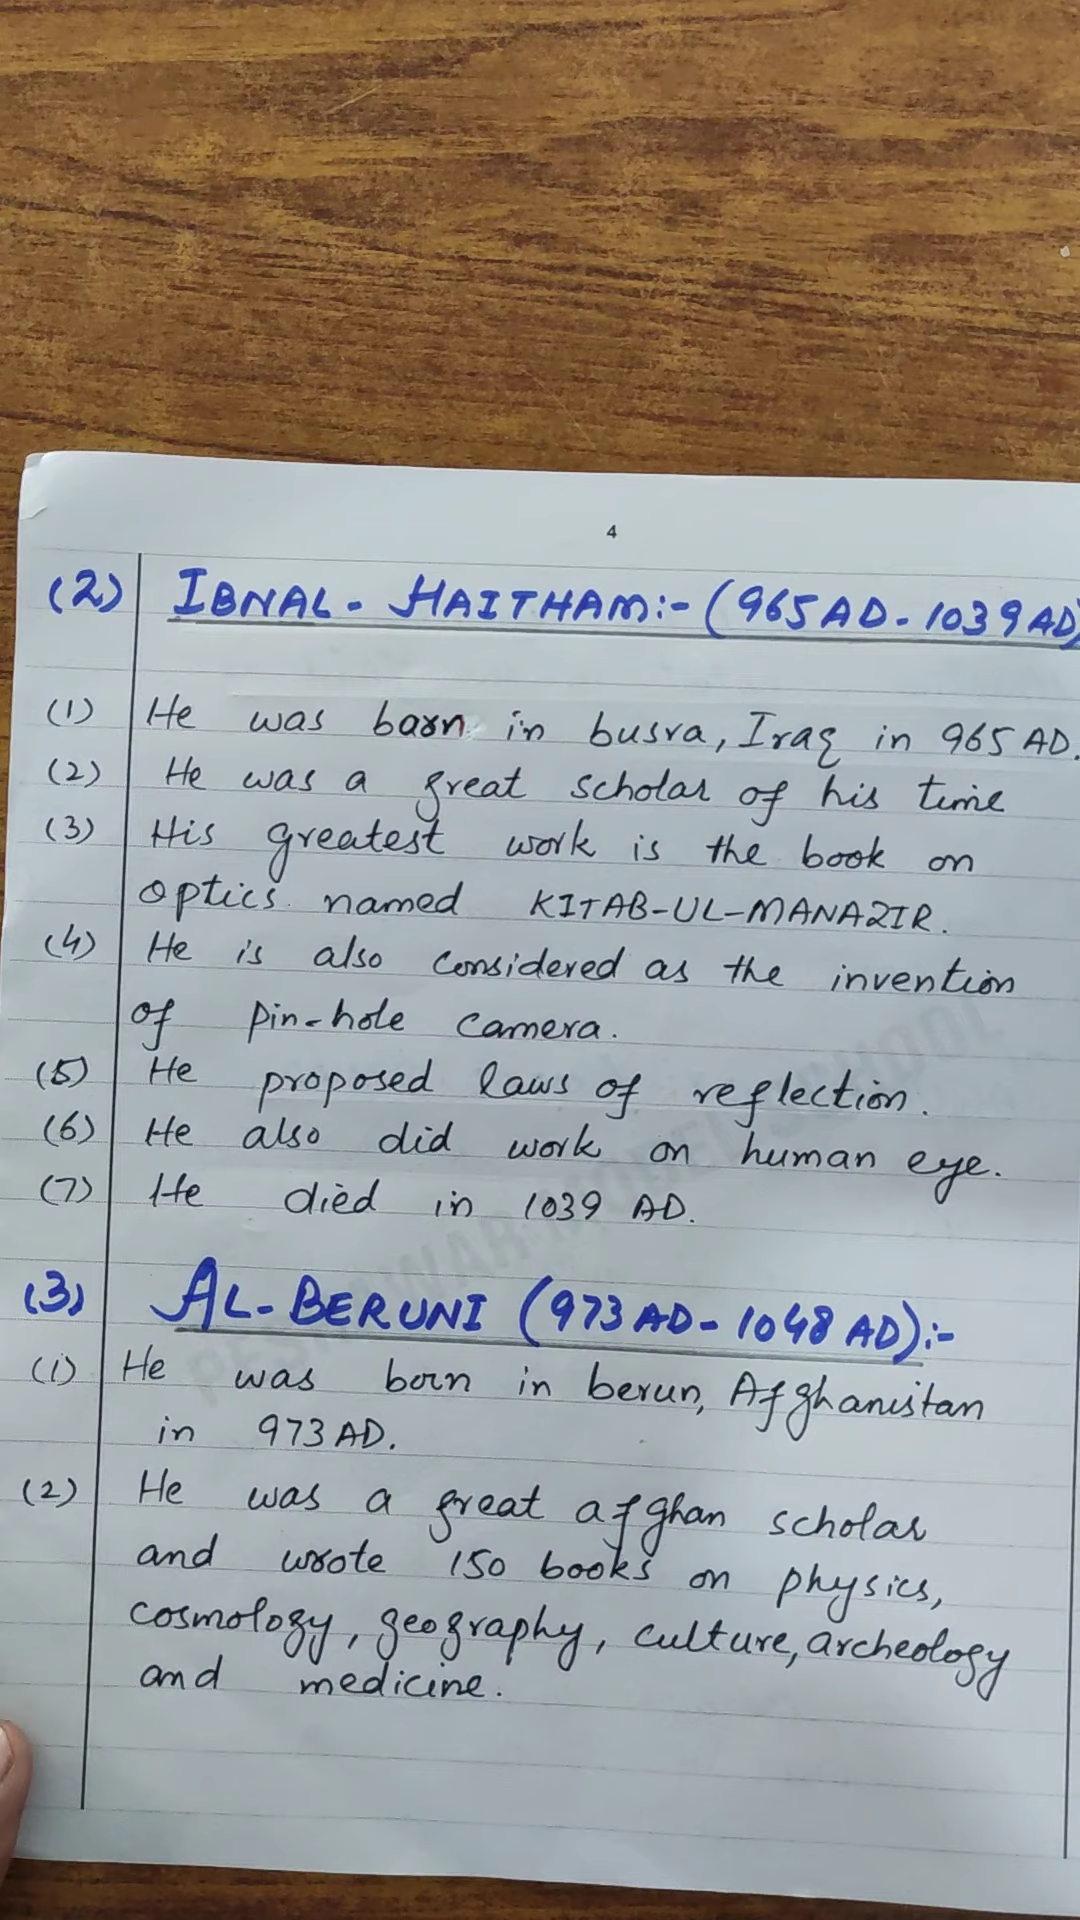 4
(2) IBNAL - HAITHAM:- (965AD - 1039AD)
(1) He was born in busra, Iraq in 965 AD.
(2) He was a great scholar of his time
(3) His greatest work is the book on
optics. named KITAB-UL-MANAZIR.
(4) He is also considered as the invention
of pin-hole camera.
(5) He proposed laws of reflection.
(6) He also did work on human eye.
(7) He died in 1039 AD.
(3) AL-BERUNI (973AD - 1048 AD):-
(1) He was born in berun, Afghanistan
in 973 AD.
(2) He was a great afghan scholar
and wrote 150 books on physics,
cosmology, geography, culture, archeology
and medicine.
PESHAWAR MODEL SCHOOL